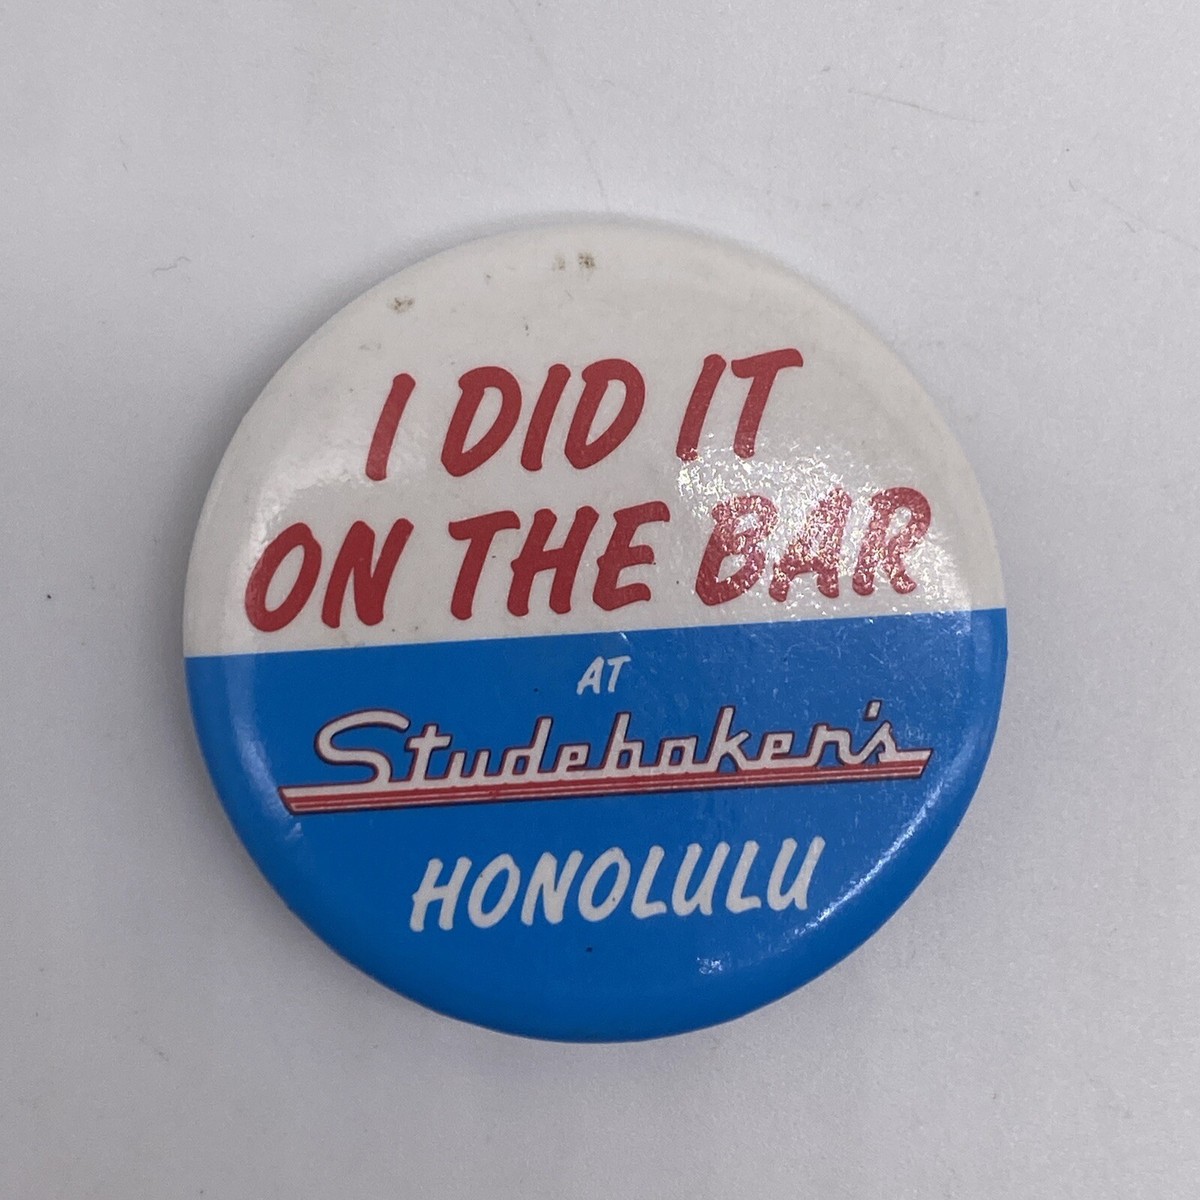 I DID IT
ON THE BAR
AT
Studebaker's
HONOLULU